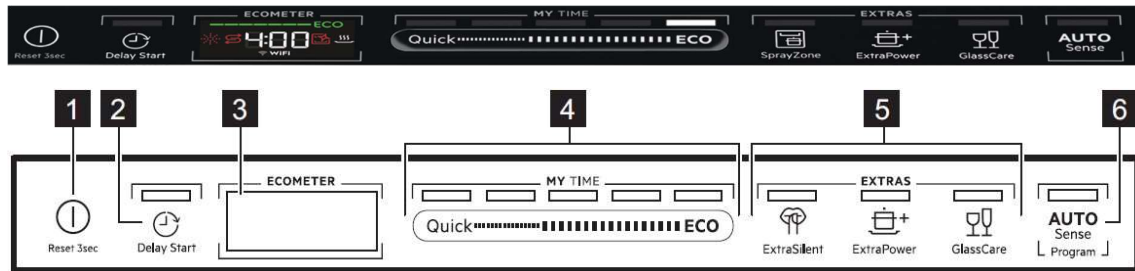 ECOMETER
MY TIME
EXTRAS
ECO
4:00
WiFi
Reset 3sec
Delay Start
Quick ECO
SprayZone
ExtraPower
GlassCare
AUTO
Sense
1 2 3 4 5 6
ECOMETER
MY TIME
EXTRAS
Reset 3sec
Delay Start
Quick ECO
ExtraSilent
ExtraPower
GlassCare
AUTO
Sense
Program